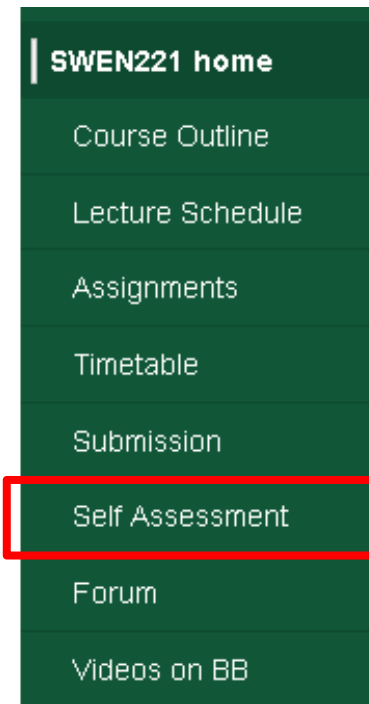 SWEN221 home
Course Outline
Lecture Schedule
Assignments
Timetable
Submission
Self Assessment
Forum
Videos on BB